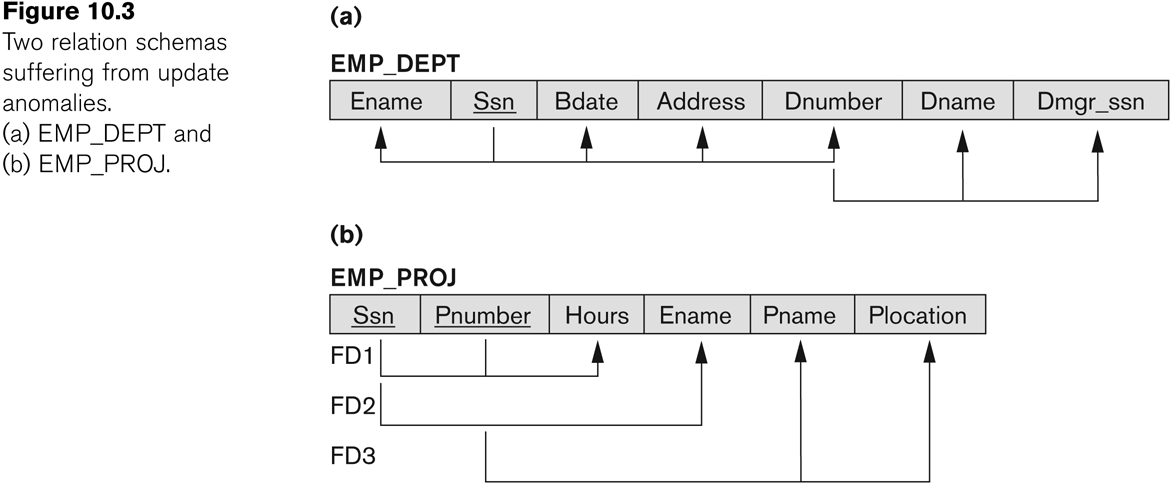 Figure 10.3
Two relation schemas
suffering from update
anomalies.
(a) EMP_DEPT and
(b) EMP_PROJ.
(a)
EMP_DEPT
Ename Ssn Bdate Address Dnumber Dname Dmgr_ssn
(b)
EMP_PROJ
Ssn Pnumber Hours Ename Pname Plocation
FD1
FD2
FD3